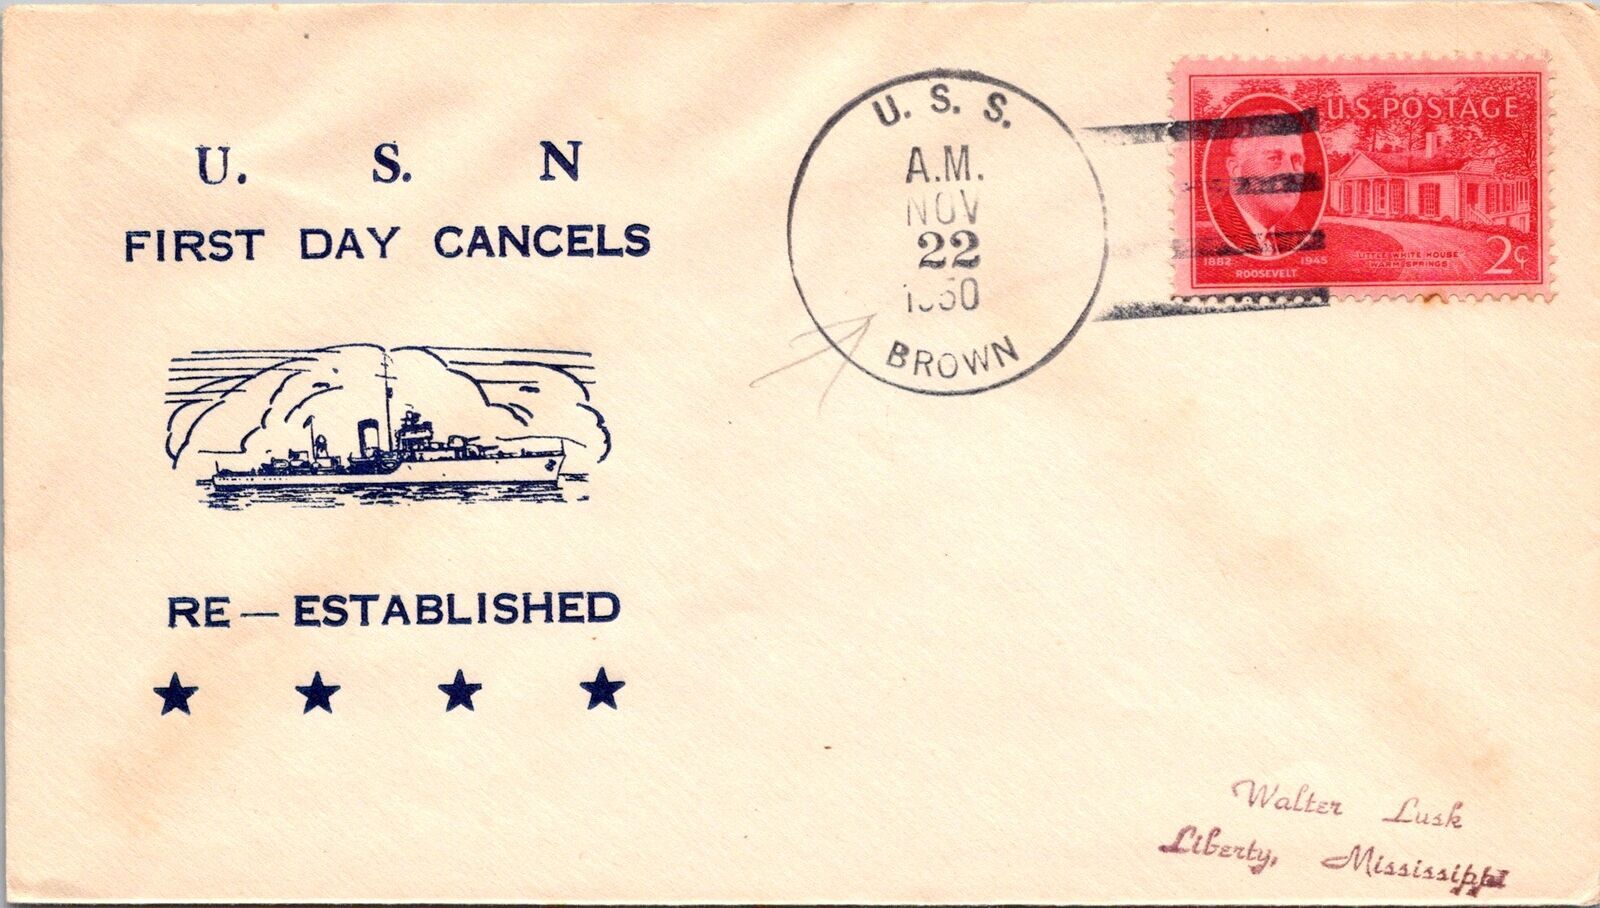 U. S. N
FIRST DAY CANCELS
RE — ESTABLISHED
U. S. S.
A.M.
NOV
22
1950
BROWN
U.S. POSTAGE
1882 1945
ROOSEVELT
LITTLE WHITE HOUSE
WARM SPRINGS
2¢
Walter Lusk
Liberty, Mississippi